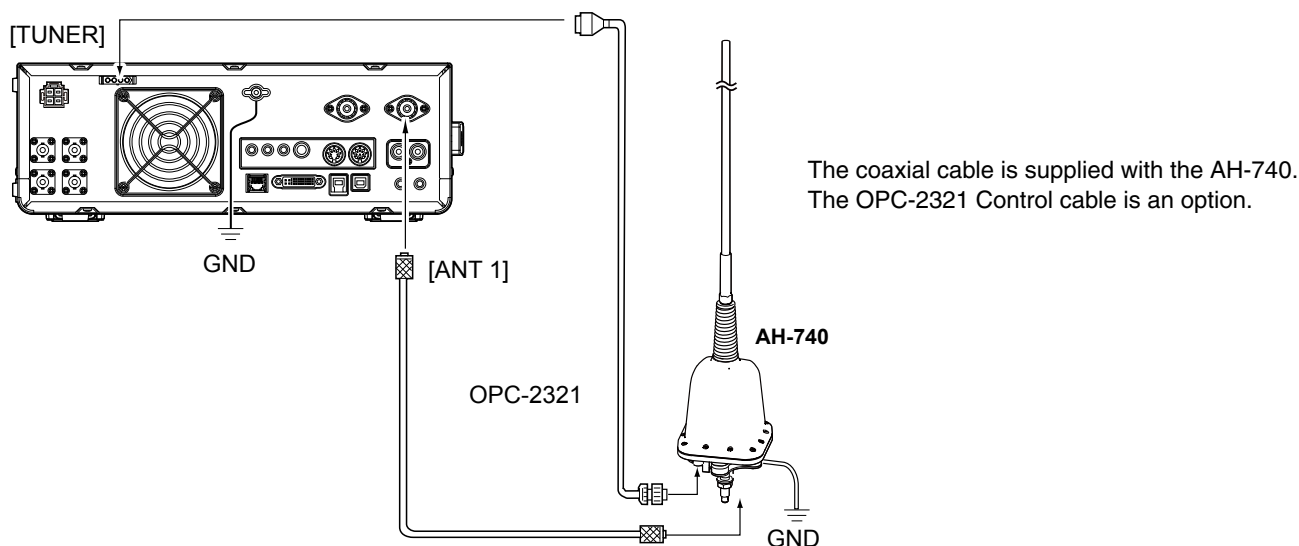 [TUNER]
The coaxial cable is supplied with the AH-740.
The OPC-2321 Control cable is an option.
GND
[ANT 1]
AH-740
OPC-2321
GND